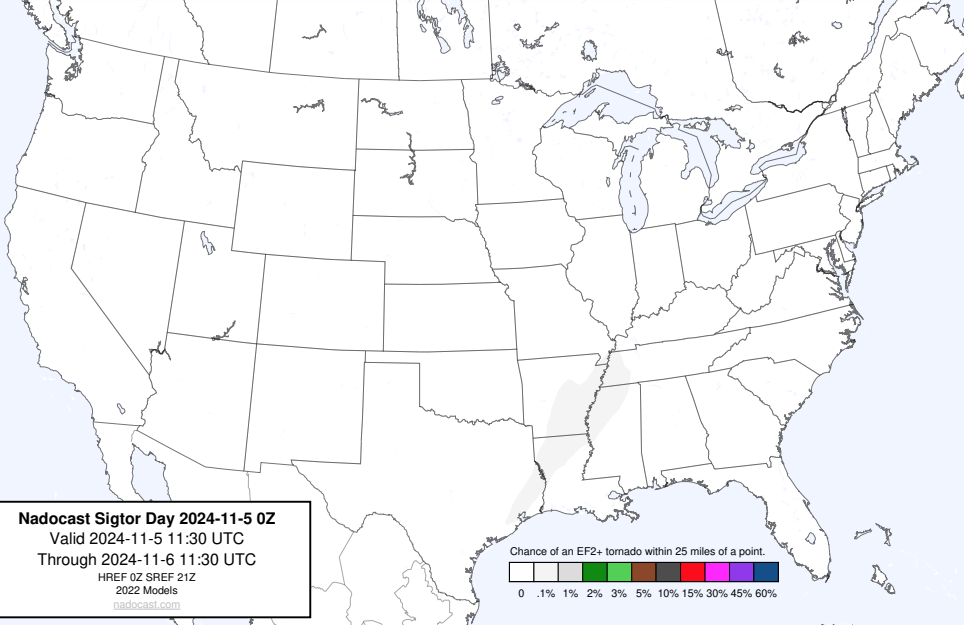 Nadocast Sigtor Day 2024-11-5 0Z
Valid 2024-11-5 11:30 UTC
Through 2024-11-6 11:30 UTC
HREF 0Z SREF 21Z
2022 Models
nadocast.com
Chance of an EF2+ tornado within 25 miles of a point.
0 .1% 1% 2% 3% 5% 10% 15% 30% 45% 60%